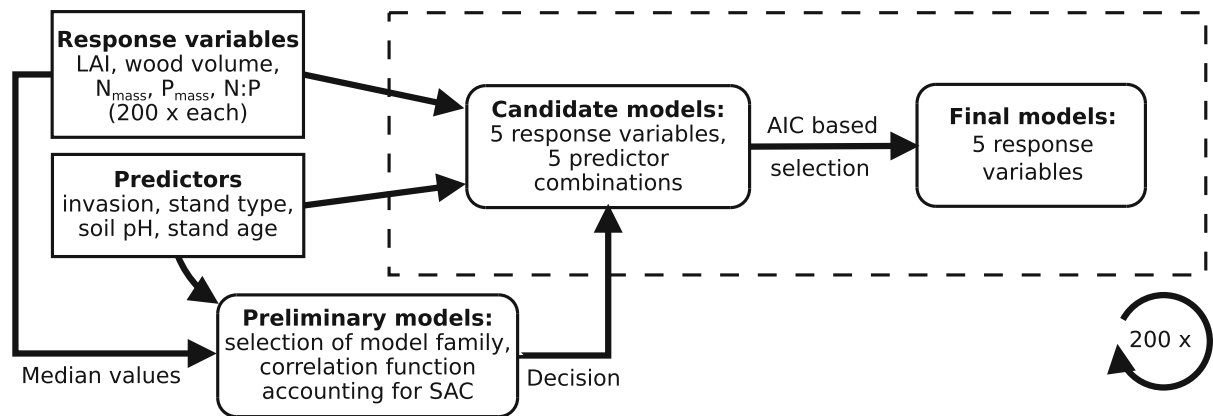 Response variables
LAI, wood volume,
Nmass, Pmass, N:P
(200 x each)
Predictors
invasion, stand type,
soil pH, stand age
Median values
Preliminary models:
selection of model family,
correlation function
accounting for SAC
Decision
Candidate models:
5 response variables,
5 predictor
combinations
AIC based
selection
Final models:
5 response
variables
200 x